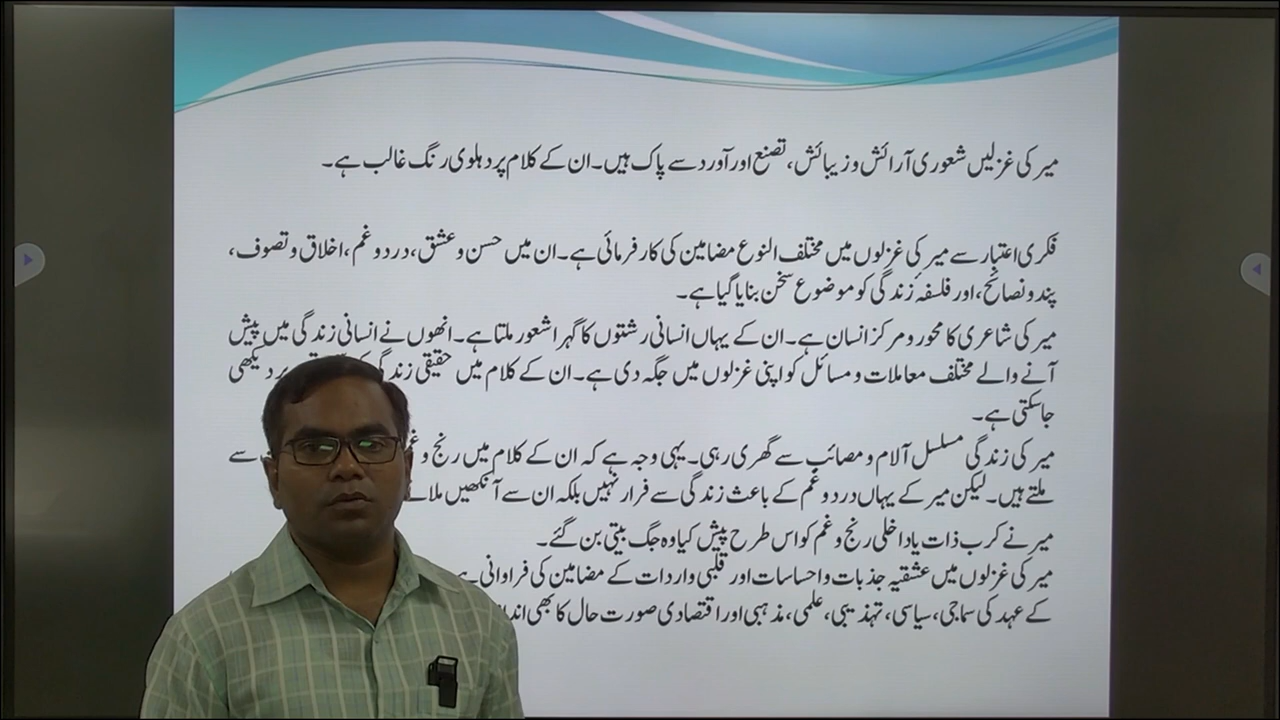 میر کی غزلیں شعوری آرائش و زیبائش، تصنع اور آورد سے پاک ہیں۔ ان کے کلام پر دہلوی رنگ غالب ہے۔
فکری اعتبار سے میر کی غزلوں میں مختلف النوع مضامین کی کارفرمائی ہے۔ ان میں حسن و عشق، درد و غم، اخلاق و تصوف،
پند و نصائح، اور فلسفۂ زندگی کو موضوع سخن بنایا گیا ہے۔
میر کی شاعری کا محور و مرکز انسان ہے۔ ان کے یہاں انسانی رشتوں کا گہرا شعور ملتا ہے۔ انھوں نے انسانی زندگی میں پیش
آنے والے مختلف معاملات و مسائل کو اپنی غزلوں میں جگہ دی ہے۔ ان کے کلام میں حقیقی زندگی دیکھی
جاسکتی ہے۔
میر کی زندگی مسلسل آلام و مصائب سے گھری رہی۔ یہی وجہ ہے کہ ان کے کلام میں رنج و سے
ملتے ہیں۔ لیکن میر کے یہاں درد و غم کے باعث زندگی سے فرار نہیں بلکہ ان سے آنکھیں
میر نے کرب ذات یا داخلی رنج و غم کو اس طرح پیش کیا وہ جگ بیتی بن گئے۔
میر کی غزلوں میں عشقیہ جذبات و احساسات اور قلبی واردات کے مضامین کی فراوانی ہے
کے عہد کی سماجی، سیاسی، تہذیبی، علمی، مذہبی اور اقتصادی صورت حال کا بھی